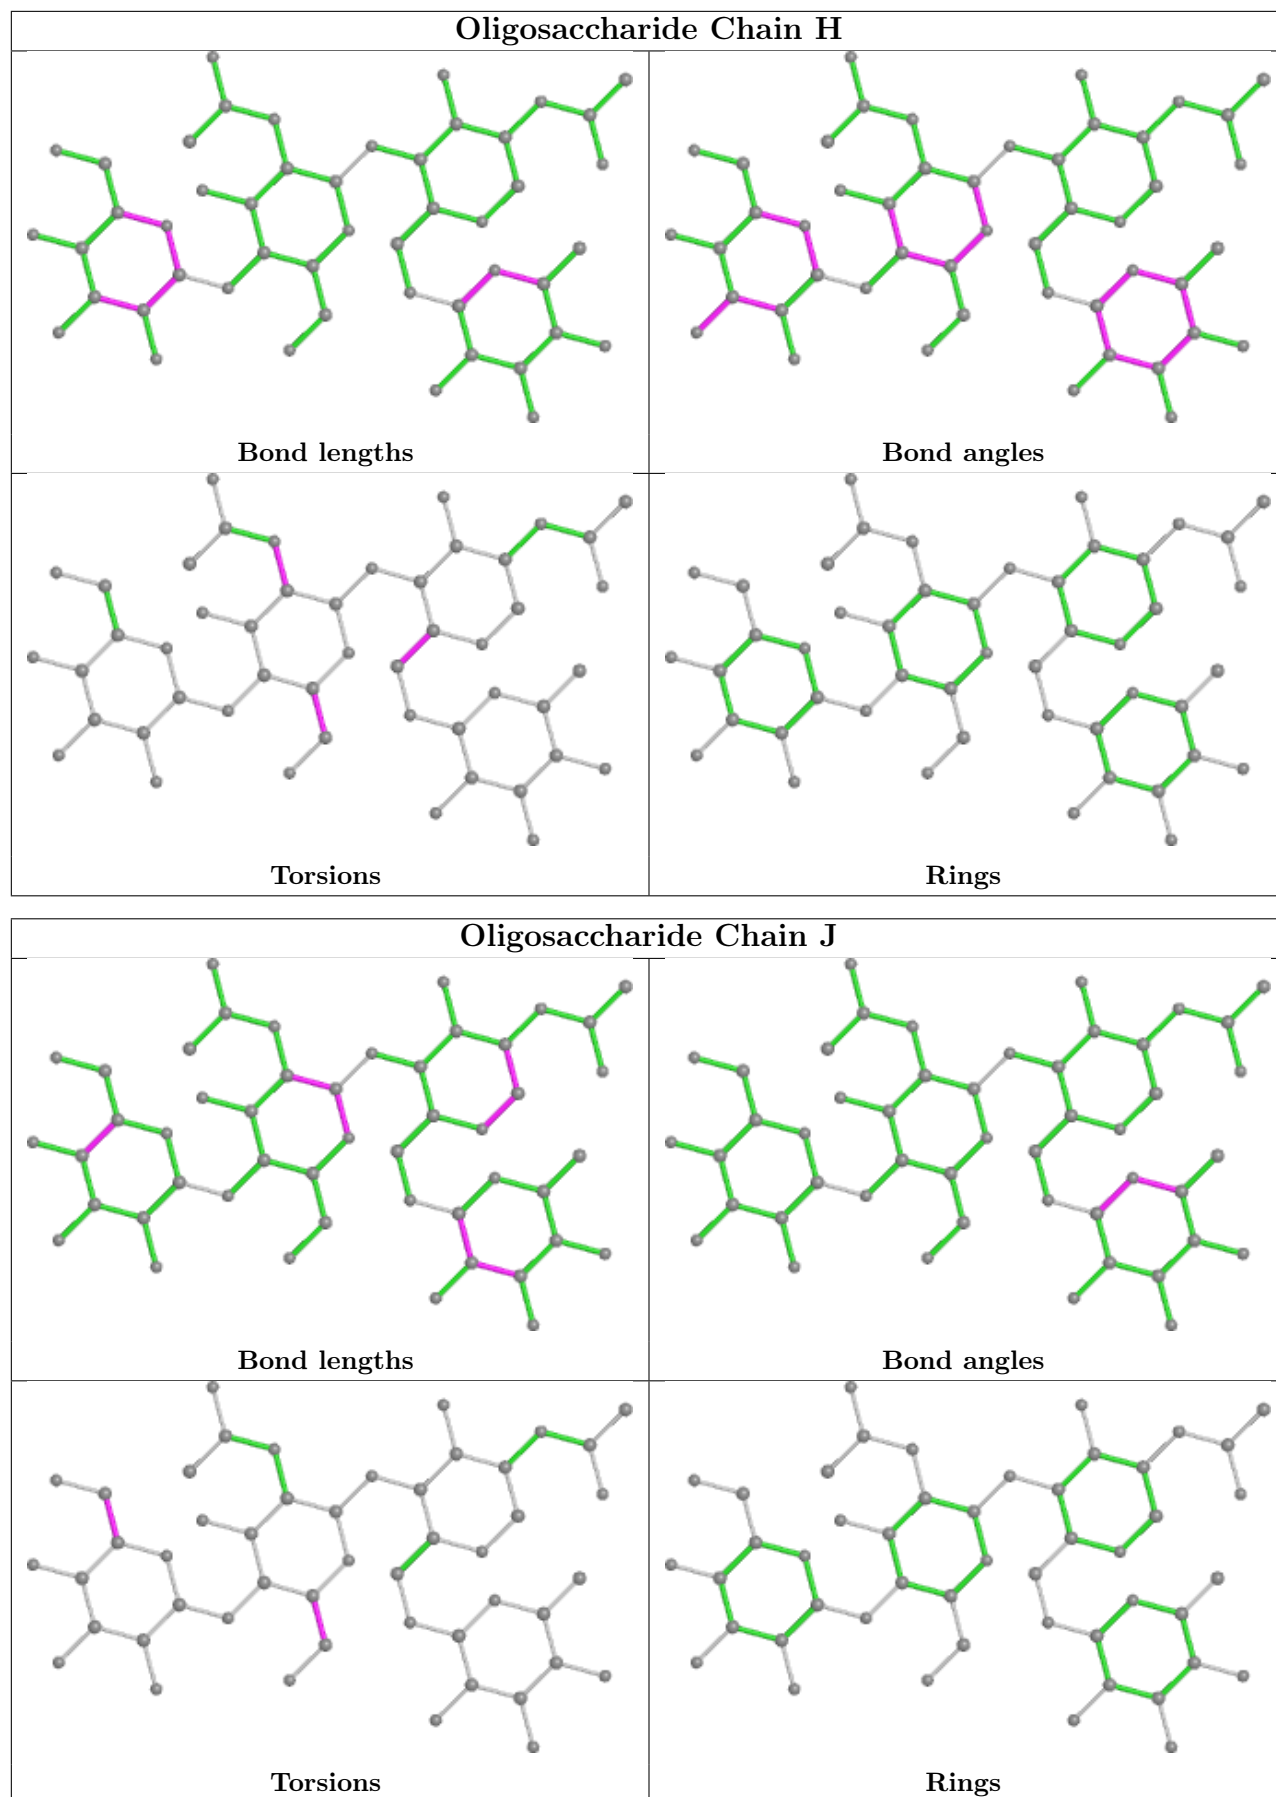 Oligosaccharide Chain H
Bond lengths
Bond angles
Torsions
Rings
Oligosaccharide Chain J
Bond lengths
Bond angles
Torsions
Rings